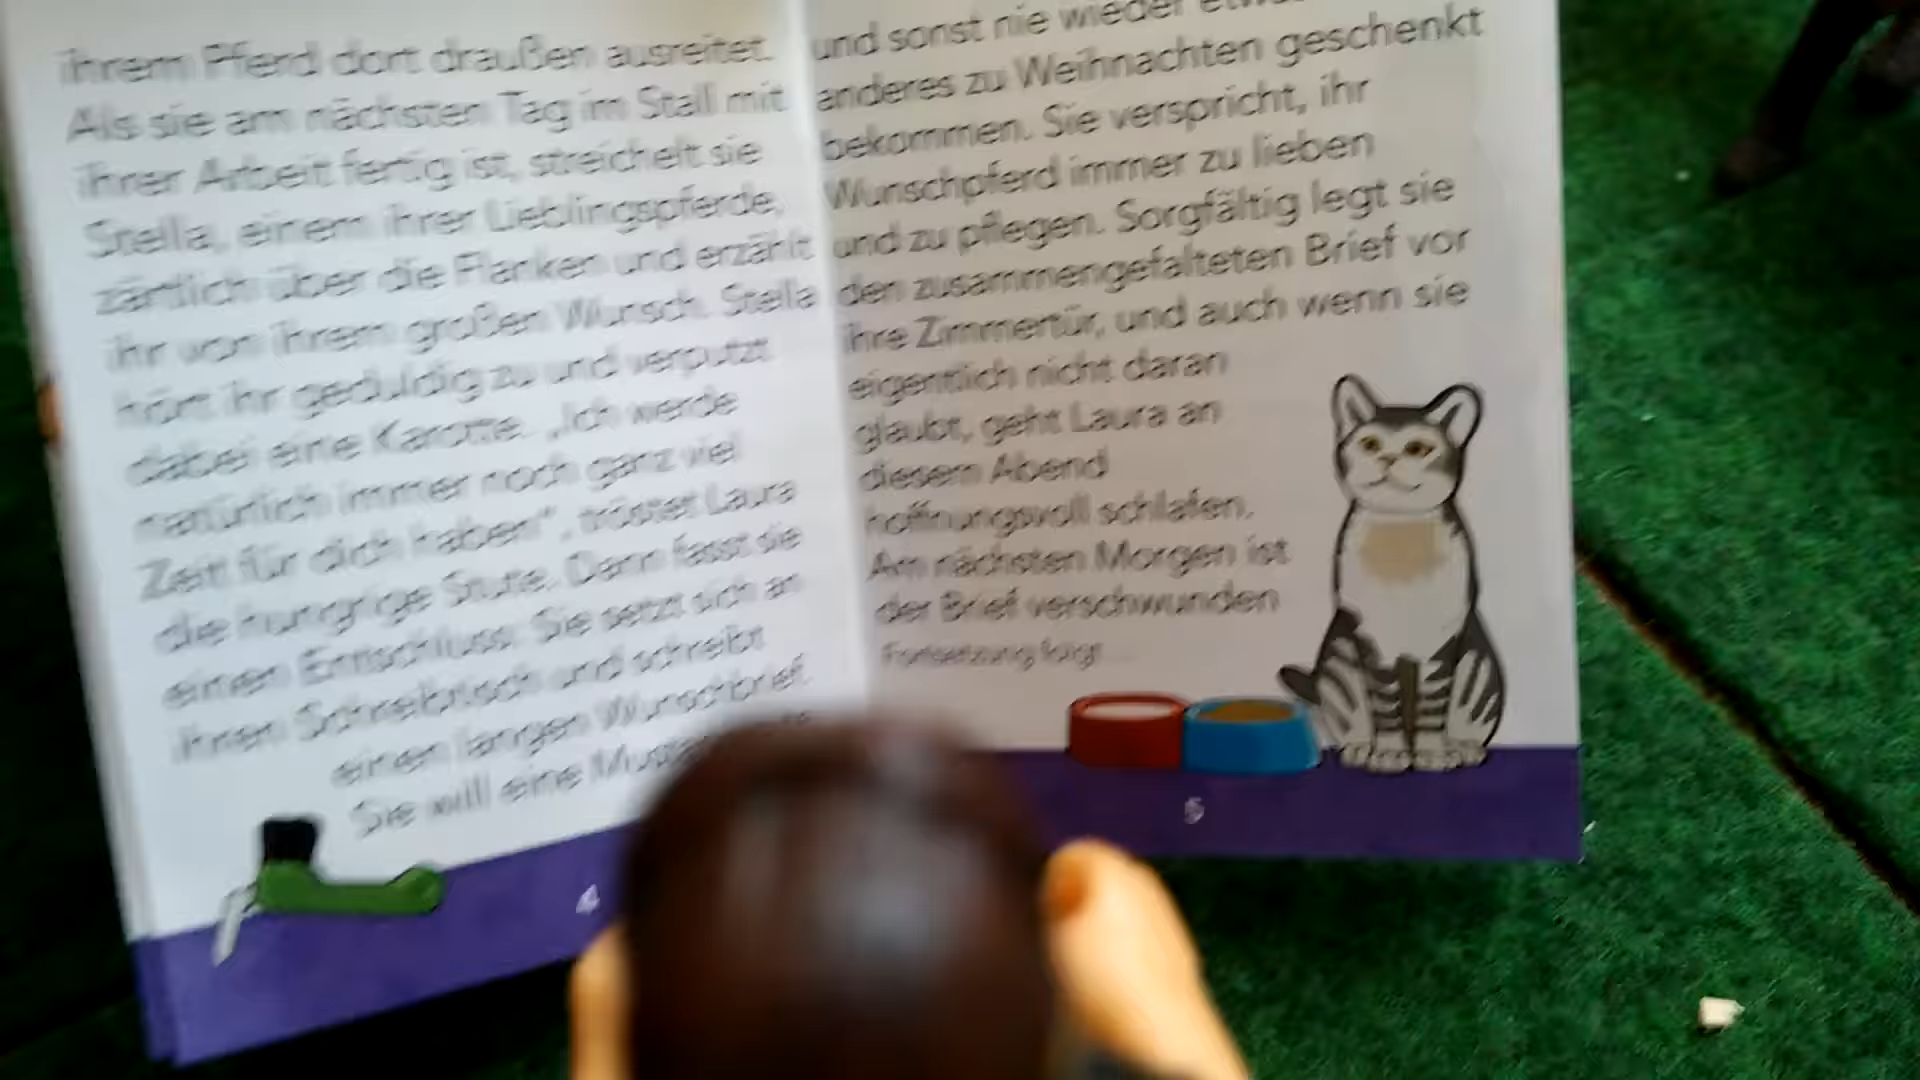 ihrem Pferd dort draußen ausreitet.
Als sie am nächsten Tag im Stall mit
ihrer Arbeit fertig ist, streichelt sie
Stella, einem ihrer Lieblingspferde,
zärtlich über die Flanken und erzählt
ihr von ihrem großen Wunsch. Stella
hört ihr geduldig zu und verputzt
dabei eine Karotte. „Ich werde
natürlich immer noch ganz viel
Zeit für dich haben“, tröstet Laura
die hungrige Stute. Dann fasst sie
einen Entschluss: Sie setzt sich an
ihren Schreibtisch und schreibt
einen langen Wunschbrief.
Sie will eine
4
und sonst nie wieder
anderes zu Weihnachten geschenkt
bekommen. Sie verspricht, ihr
Wunschpferd immer zu lieben
und zu pflegen. Sorgfältig legt sie
den zusammengefalteten Brief vor
ihre Zimmertür, und auch wenn sie
eigentlich nicht daran
glaubt, geht Laura an
diesem Abend
hoffnungsvoll schlafen.
Am nächsten Morgen ist
der Brief verschwunden
Fortsetzung folgt ...
5